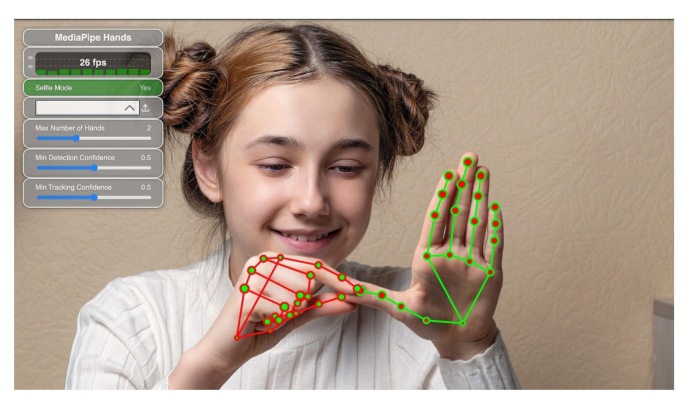 MediaPipe Hands
26 fps
Selfie Mode Yes
Max Number of Hands 2
Min Detection Confidence 0.5
Min Tracking Confidence 0.5